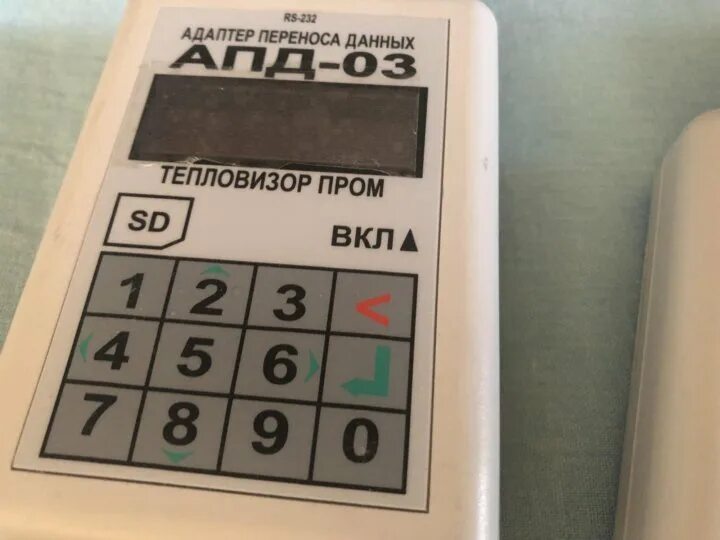 RS-232
АДАПТЕР ПЕРЕНОСА ДАННЫХ
АПД-03
ТЕПЛОВИЗОР ПРОМ
SD
ВКЛ
1 2 3 <
4 5 6
7 8 9 0